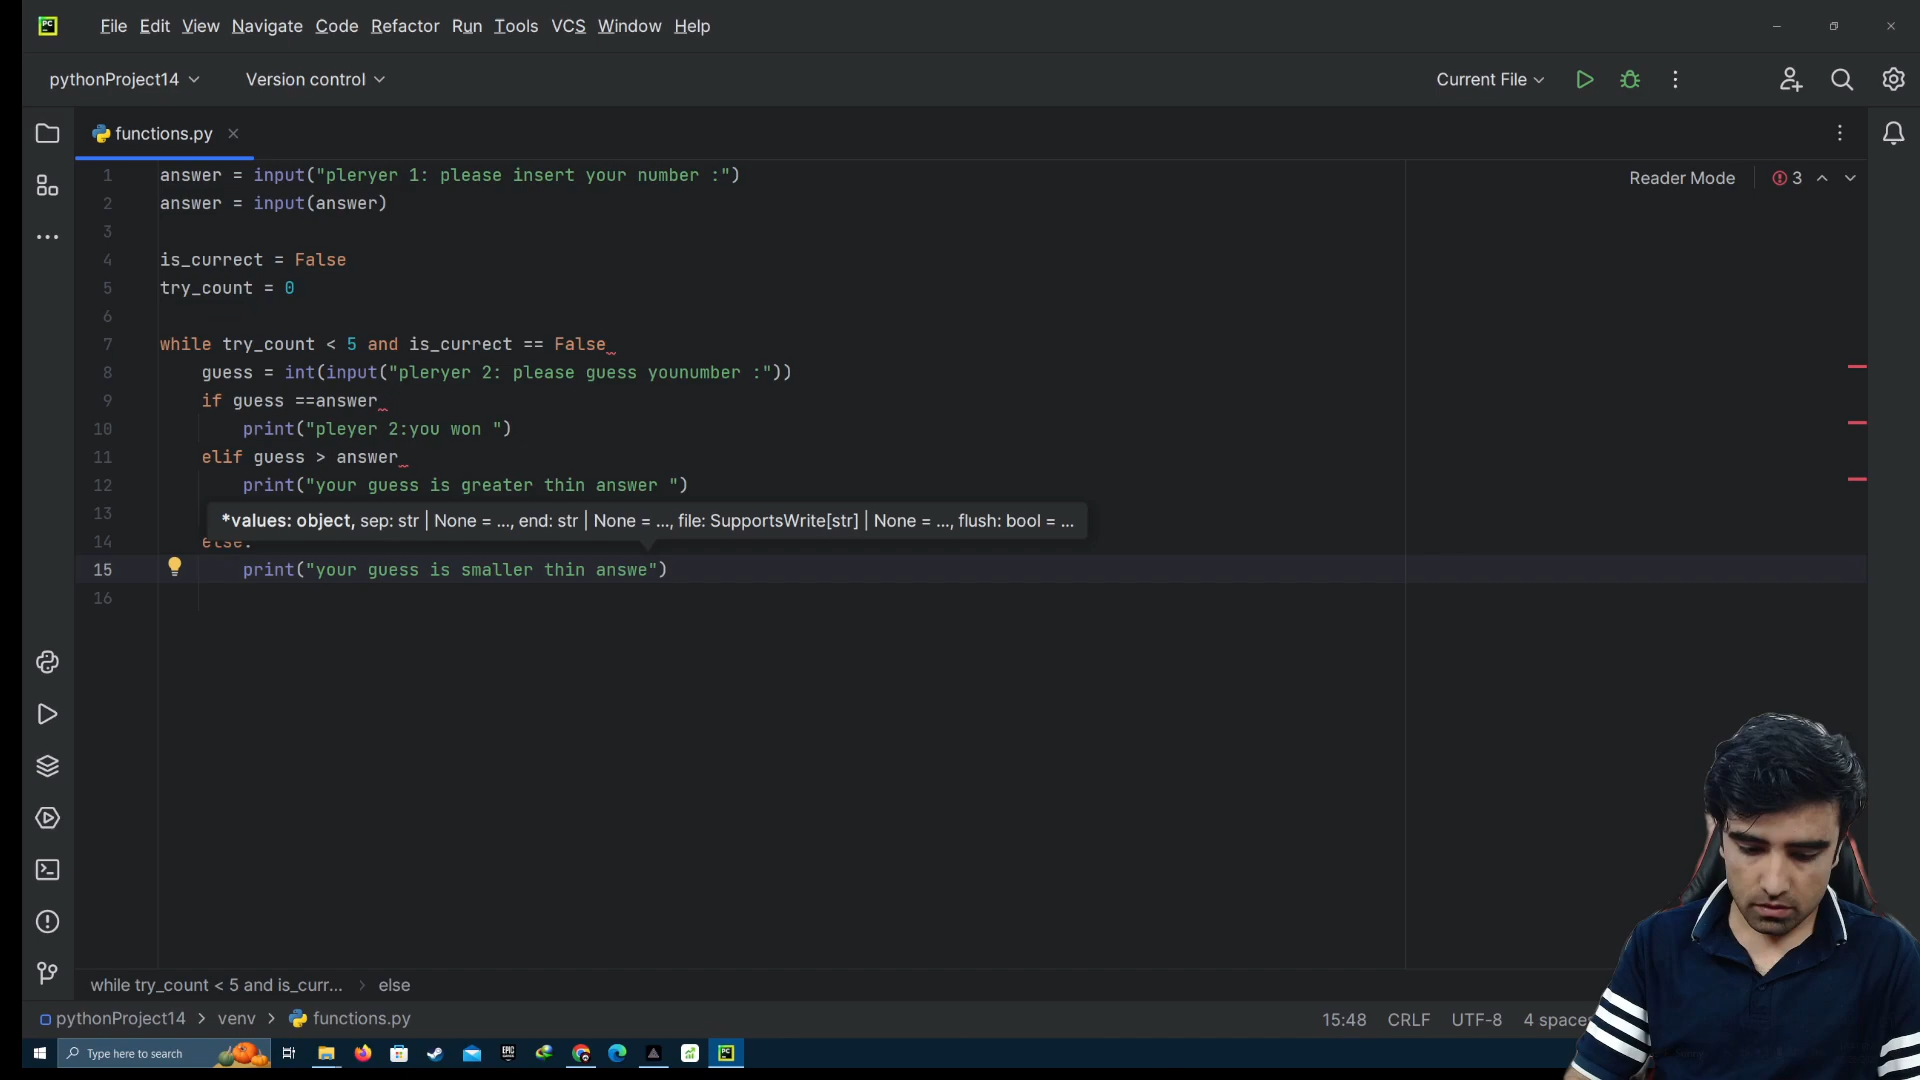 File Edit View Navigate Code Refactor Run Tools VCS Window Help
pythonProject14 Version control Current File
functions.py
Reader Mode 3
1 answer = input("pleryer 1: please insert your number :")
2 answer = input(answer)
3
4 is_currect = False
5 try_count = 0
6
7 while try_count < 5 and is_currect == False
8 guess = int(input("pleryer 2: please guess younumber :"))
9 if guess ==answer
10 print("pleyer 2:you won ")
11 elif guess > answer
12 print("your guess is greater thin answer ")
13
*values: object, sep: str | None = ..., end: str | None = ..., file: SupportsWrite[str] | None = ..., flush: bool = ...
14 else:
15 print("your guess is smaller thin answe")
16
while try_count < 5 and is_curr... > else
pythonProject14 > venv > functions.py 15:48 CRLF UTF-8 4 space
Type here to search